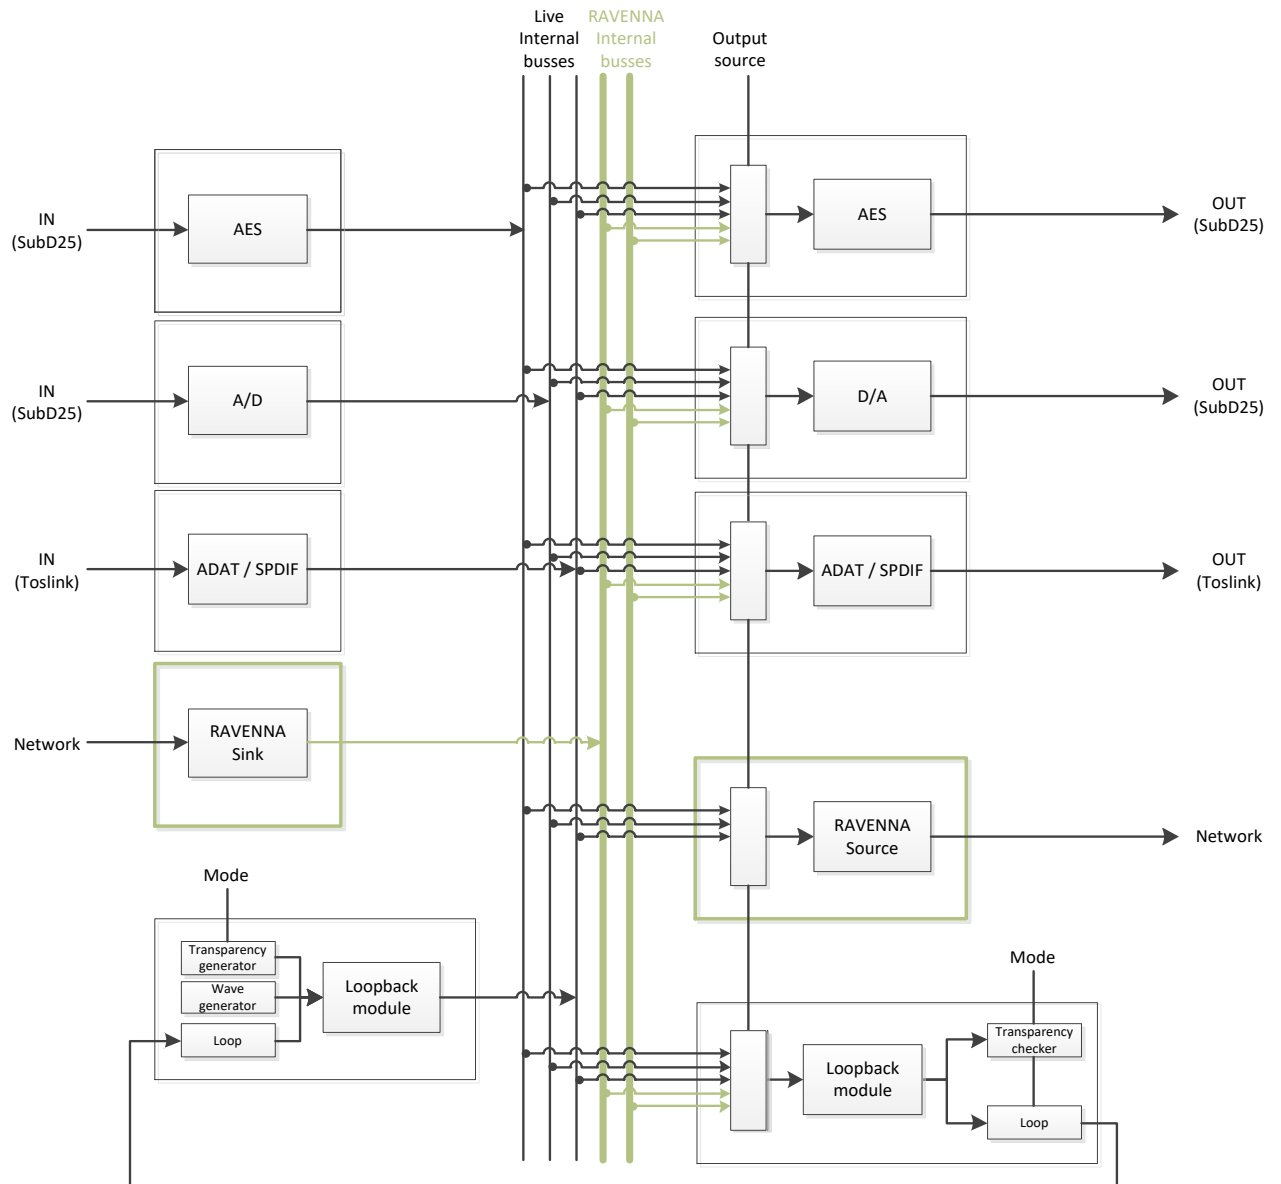 Live
Internal
busses
RAVENNA
Internal
busses
Output
source
IN
(SubD25)
AES
AES
OUT
(SubD25)
IN
(SubD25)
A/D
D/A
OUT
(SubD25)
IN
(Toslink)
ADAT / SPDIF
ADAT / SPDIF
OUT
(Toslink)
Network
RAVENNA
Sink
RAVENNA
Source
Network
Mode
Transparency
generator
Wave
generator
Loop
Loopback
module
Mode
Loopback
module
Transparency
checker
Loop